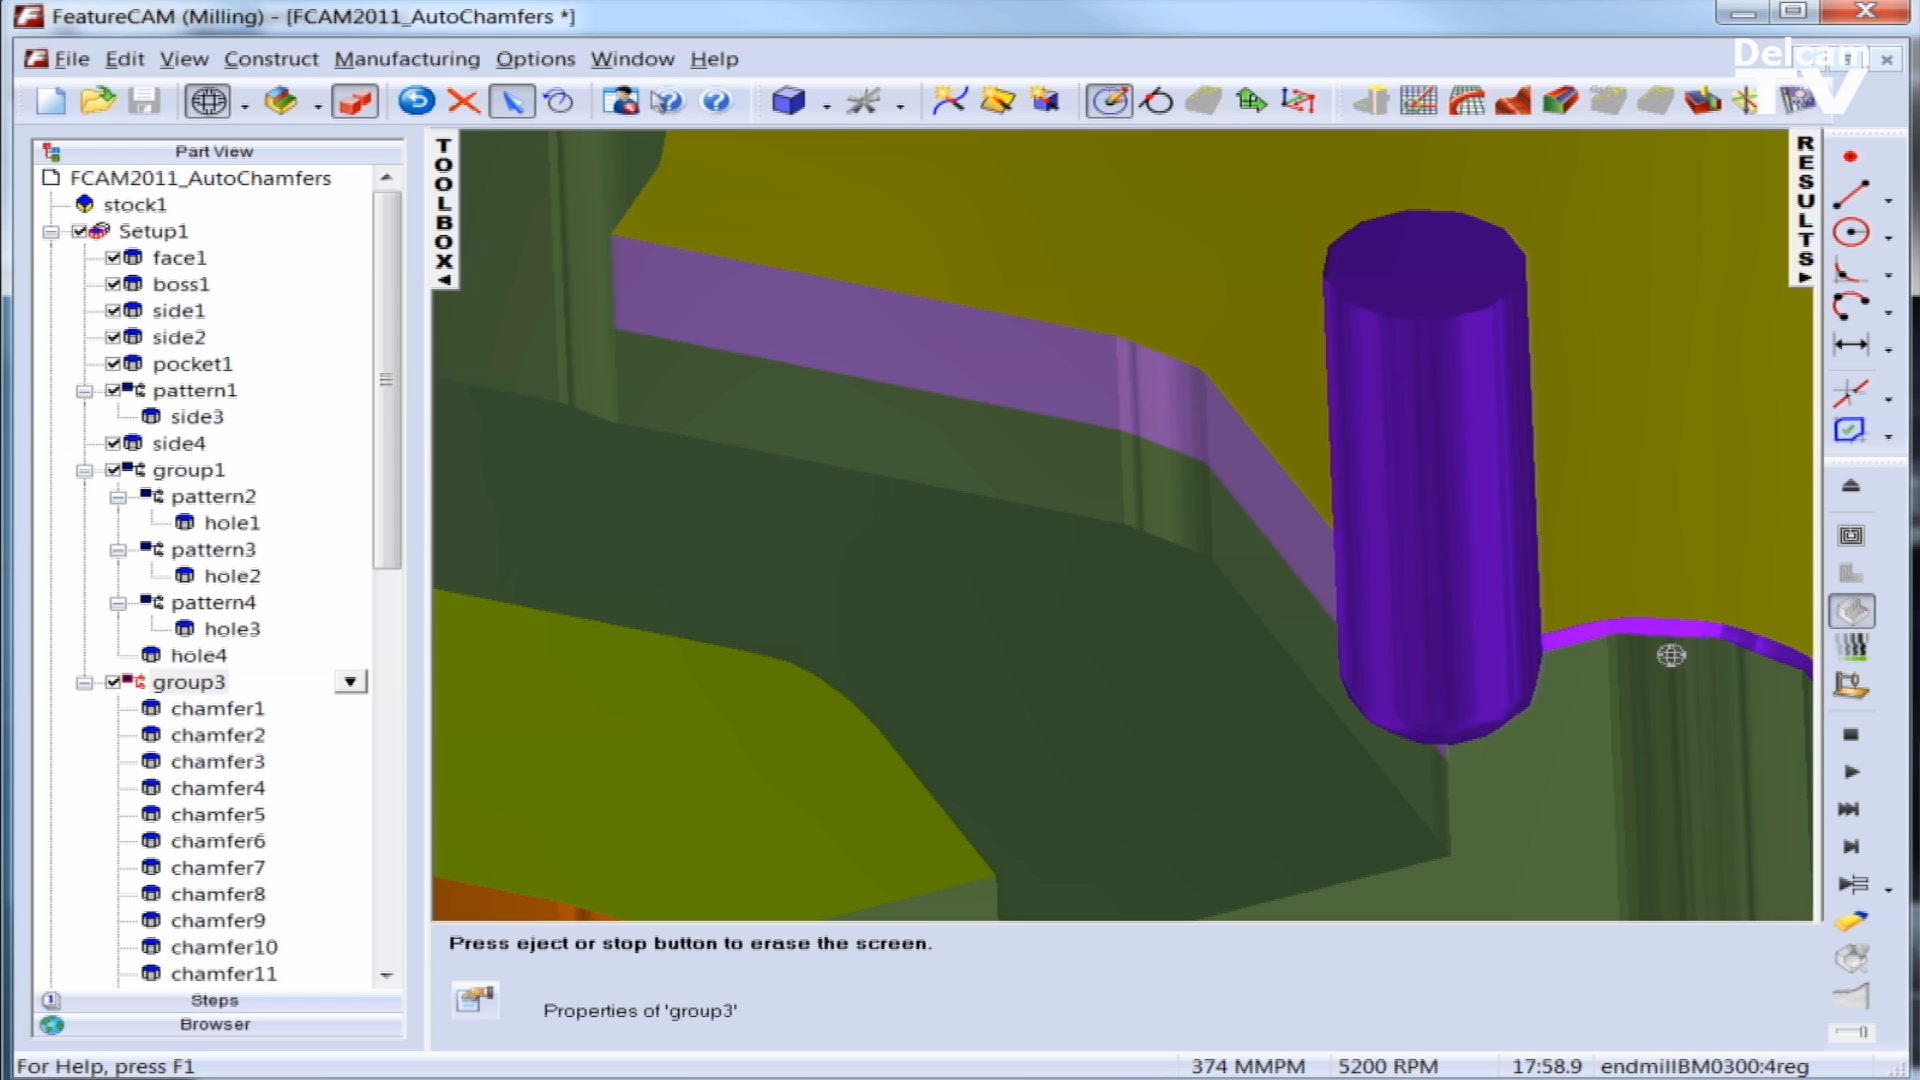 FeatureCAM (Milling) - [FCAM2011_AutoChamfers *]
File Edit View Construct Manufacturing Options Window Help
Delcam
TV
Part View
FCAM2011_AutoChamfers
stock1
Setup1
face1
boss1
side1
side2
pocket1
pattern1
side3
side4
group1
pattern2
hole1
pattern3
hole2
pattern4
hole3
hole4
group3
chamfer1
chamfer2
chamfer3
chamfer4
chamfer5
chamfer6
chamfer7
chamfer8
chamfer9
chamfer10
chamfer11
Steps
Browser
TOOLBOX
RESULTS
Press eject or stop button to erase the screen.
Properties of 'group3'
For Help, press F1
374 MMPM 5200 RPM 17:58.9 endmillBM0300:4reg